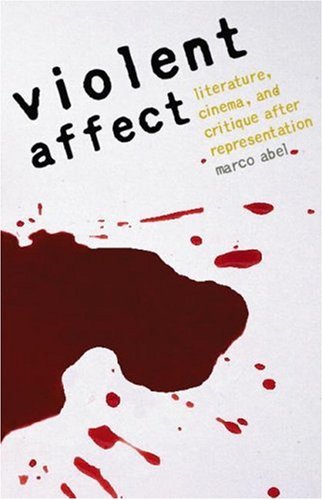 violent
affect
literature,
cinema, and
critique after
representation
marco abel